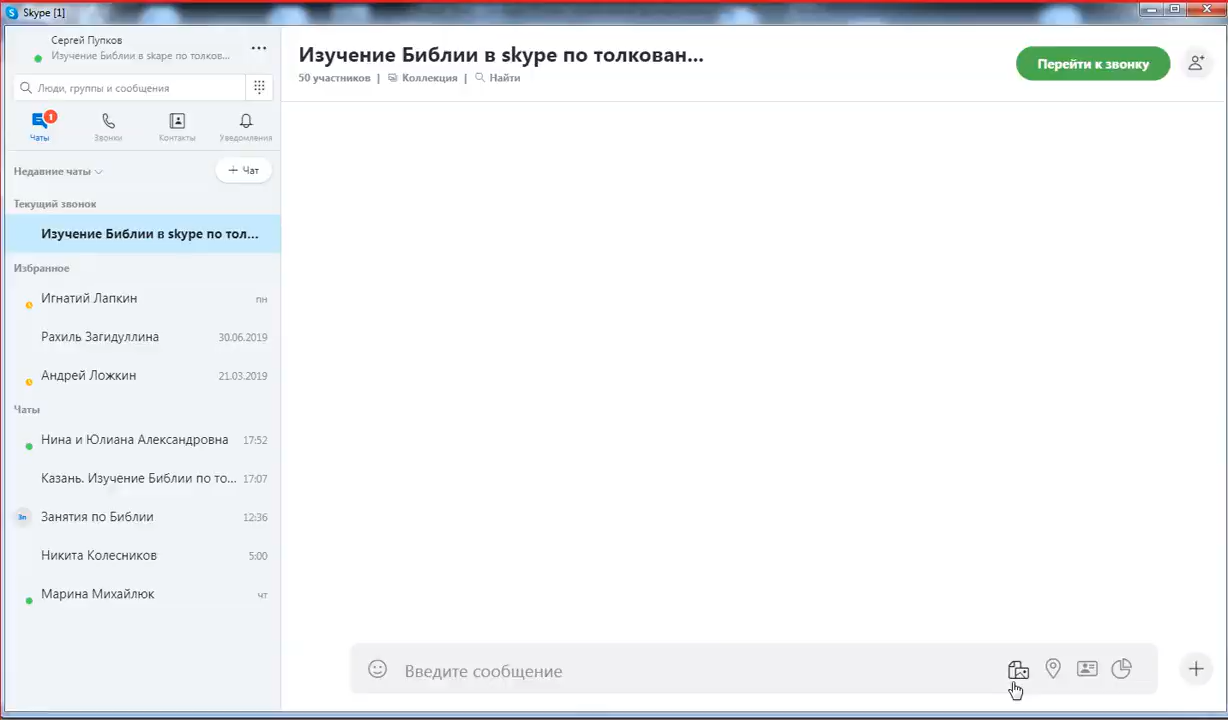 Skype [1]
Сергей Пупков
Изучение Библии в skape по толков...
Люди, группы и сообщения
1
Чаты
Звонки
Контакты
Уведомления
Недавние чаты
+ Чат
Текущий звонок
Изучение Библии в skype по тол...
Избранное
Игнатий Лапкин пн
Рахиль Загидуллина 30.06.2019
Андрей Ложкин 21.03.2019
Чаты
Нина и Юлиана Александровна 17:52
Казань. Изучение Библии по то... 17:07
Зп Занятия по Библии 12:36
Никита Колесников 5:00
Марина Михайлюк чт
Изучение Библии в skype по толкован...
50 участников | Коллекция | Найти
Перейти к звонку
Введите сообщение